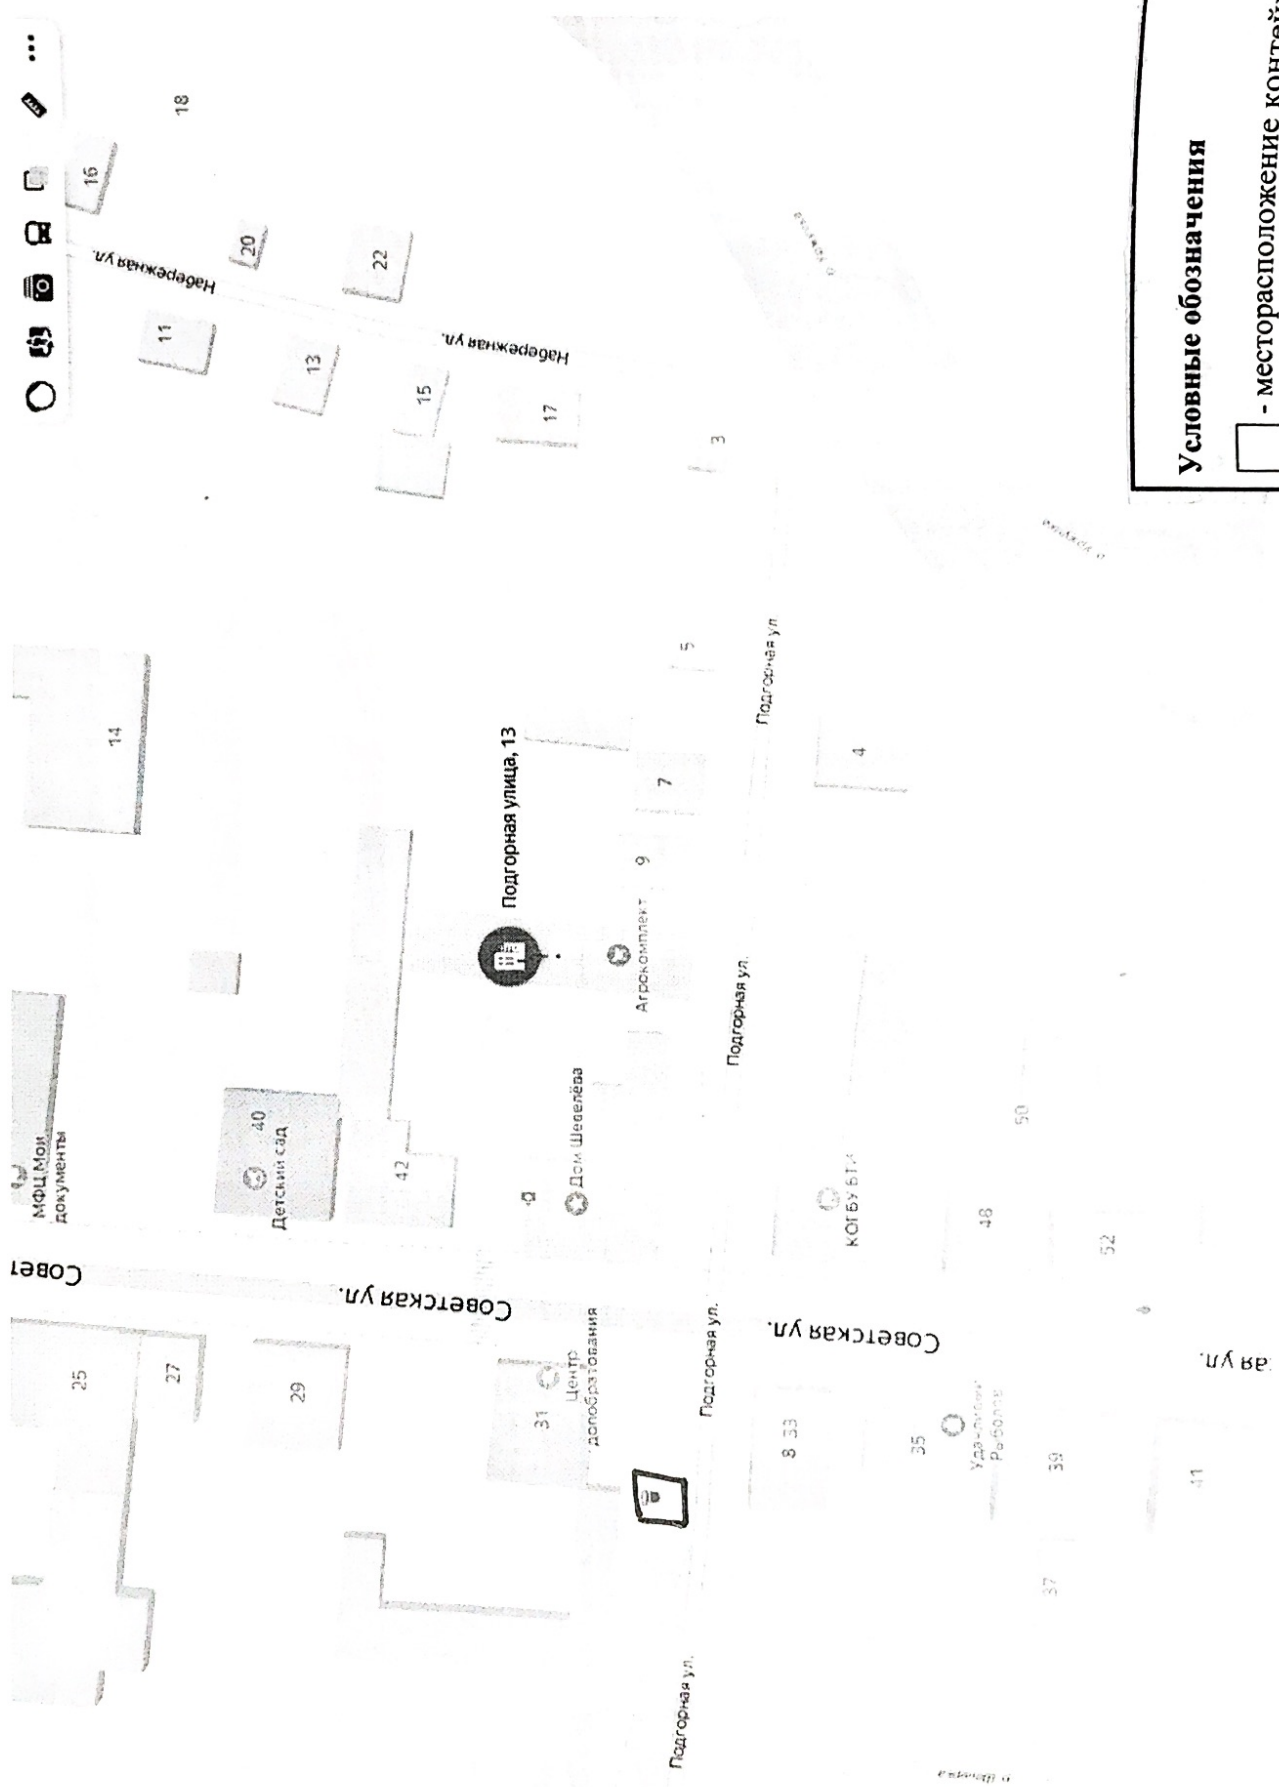 МФЦ,Мои
документы
14
16
18
Набережная ул.
20
11
22
13
Набережная ул.
15
17
3
25
Совет
27
40
Детский сад
29
Советская ул.
42
Подгорная улица, 13
31
Центр
допобразования
Дом Шевелёва
Агрокомплект
9
7
5
Подгорная ул.
Подгорная ул.
Подгорная ул.
Подгорная ул
8 33
Советская ул.
КОГБУ БТИ
4
35
48
50
39
52
37
41
ая ул.
Условные обозначения
- месторасположение контей